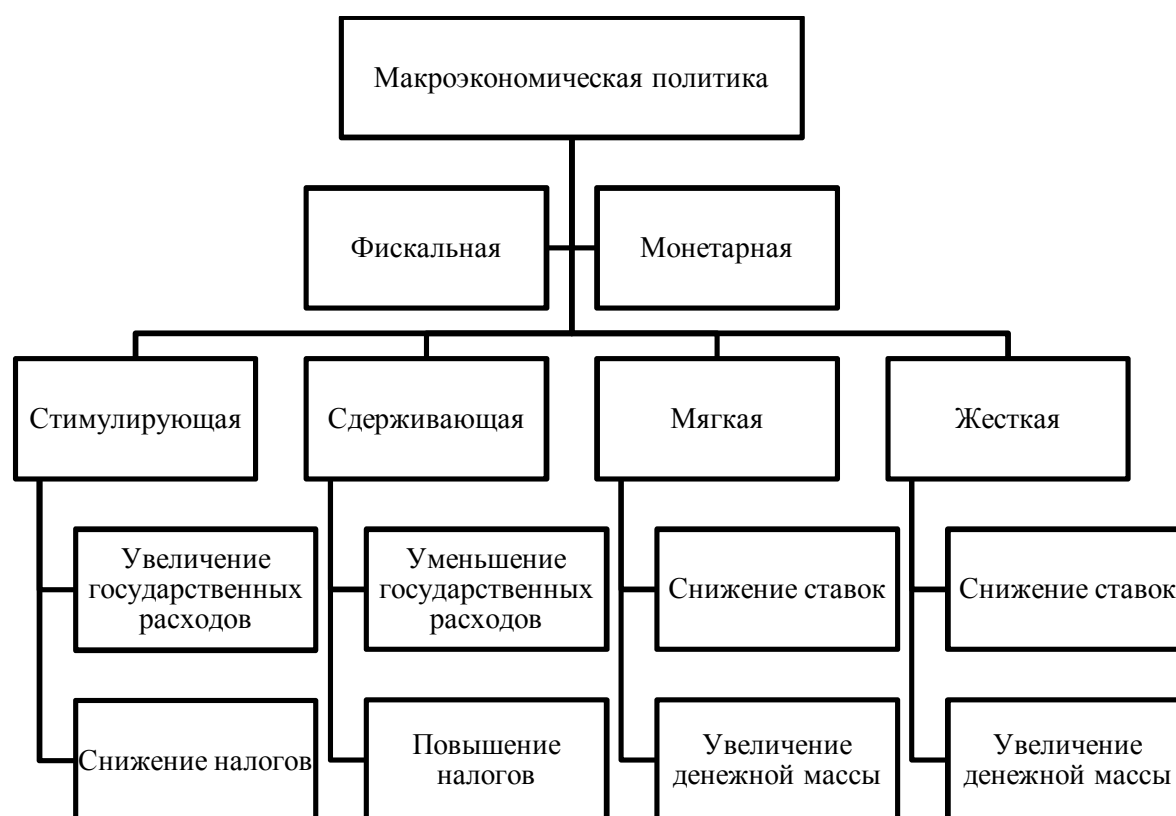 Макроэкономическая политика
Фискальная
Монетарная
Стимулирующая
Сдерживающая
Мягкая
Жесткая
Увеличение
государственных
расходов
Уменьшение
государственных
расходов
Снижение ставок
Снижение ставок
Снижение налогов
Повышение
налогов
Увеличение
денежной массы
Увеличение
денежной массы